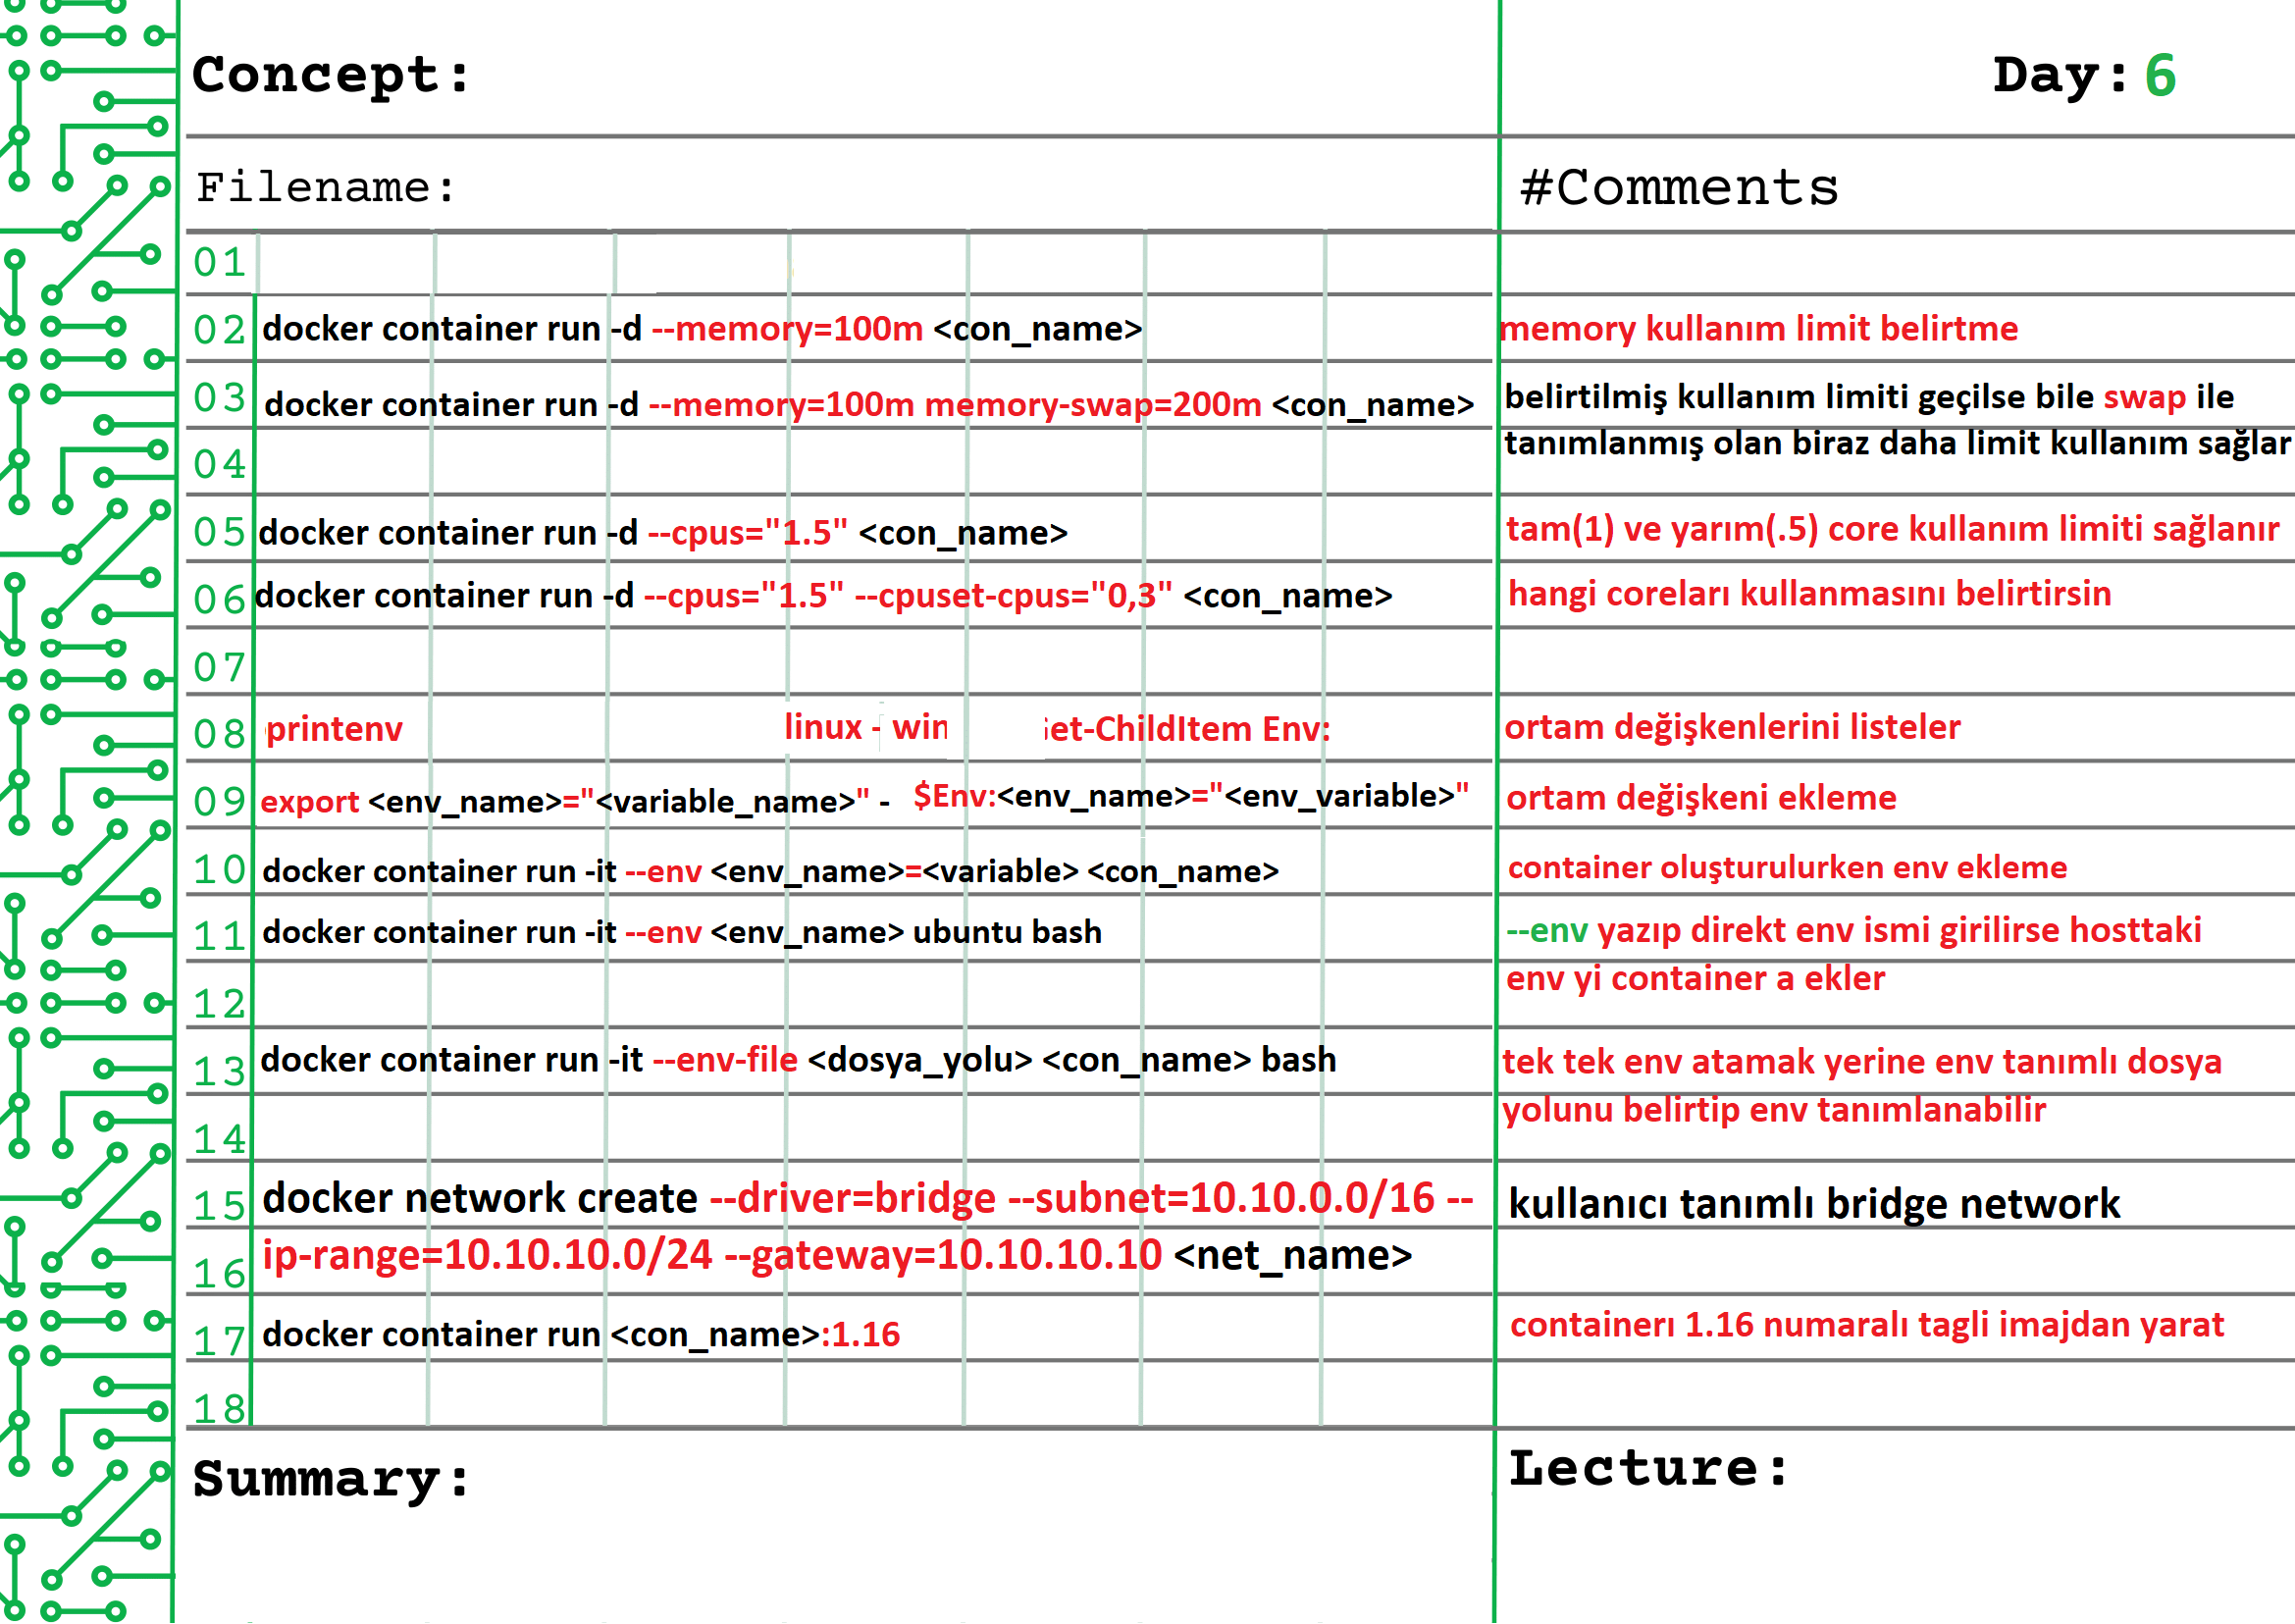 Concept:
Day: 6
Filename:
#Comments
01
02 docker container run -d --memory=100m <con_name> memory kullanım limit belirtme
03 docker container run -d --memory=100m memory-swap=200m <con_name> belirtilmiş kullanım limiti geçilse bile swap ile
04 tanımlanmış olan biraz daha limit kullanım sağlar
05 docker container run -d --cpus="1.5" <con_name> tam(1) ve yarım(.5) core kullanım limiti sağlanır
06 docker container run -d --cpus="1.5" --cpuset-cpus="0,3" <con_name> hangi coreları kullanmasını belirtirsin
07
08 printenv linux - win et-ChildItem Env: ortam değişkenlerini listeler
09 export <env_name>="<variable_name>" - $Env:<env_name>="<env_variable>" ortam değişkeni ekleme
10 docker container run -it --env <env_name>=<variable> <con_name> container oluşturulurken env ekleme
11 docker container run -it --env <env_name> ubuntu bash --env yazıp direkt env ismi girilirse hosttaki
12 env yi container a ekler
13 docker container run -it --env-file <dosya_yolu> <con_name> bash tek tek env atamak yerine env tanımlı dosya
14 yolunu belirtip env tanımlanabilir
15 docker network create --driver=bridge --subnet=10.10.0.0/16 -- kullanıcı tanımlı bridge network
16 ip-range=10.10.10.0/24 --gateway=10.10.10.10 <net_name>
17 docker container run <con_name>:1.16 containerı 1.16 numaralı tagli imajdan yarat
18
Summary:
Lecture: